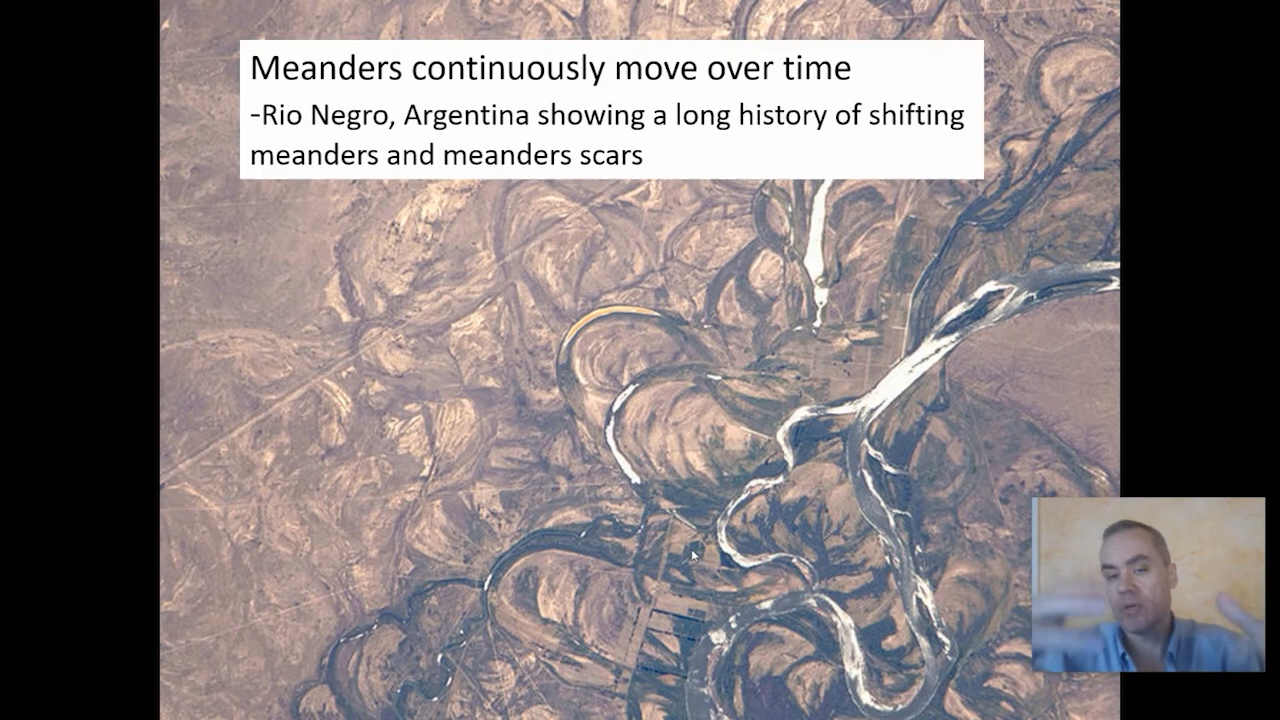 Meanders continuously move over time
-Rio Negro, Argentina showing a long history of shifting
meanders and meanders scars